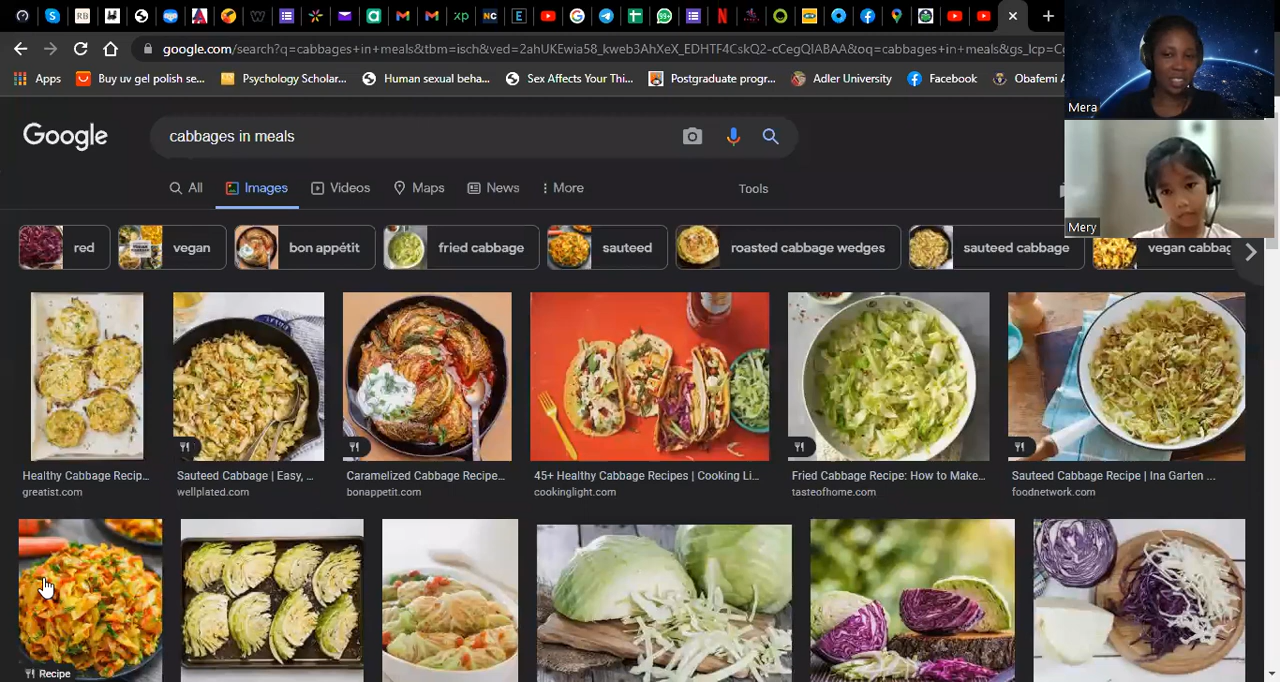 xp
NC
E
99+
MTN
google.com/search?q=cabbages+in+meals&tbm=isch&ved=2ahUKEwia58_kweb3AhXeX_EDHTF4CskQ2-cCegQIABAA&oq=cabbages+in+meals&gs_lcp=C
Apps
Buy uv gel polish se...
Psychology Scholar...
Human sexual beha...
Sex Affects Your Thi...
Postgraduate progr...
Adler University
Facebook
Obafemi A
Mera
Mery
Google
cabbages in meals
All
Images
Videos
Maps
News
More
Tools
red
vegan
bon appétit
fried cabbage
sauteed
roasted cabbage wedges
sauteed cabbage
vegan cabbag
Healthy Cabbage Recip...
greatist.com
Sauteed Cabbage | Easy, ...
wellplated.com
Caramelized Cabbage Recipe...
bonappetit.com
45+ Healthy Cabbage Recipes | Cooking Li...
cookinglight.com
Fried Cabbage Recipe: How to Make...
tasteofhome.com
Sauteed Cabbage Recipe | Ina Garten ...
foodnetwork.com
Recipe